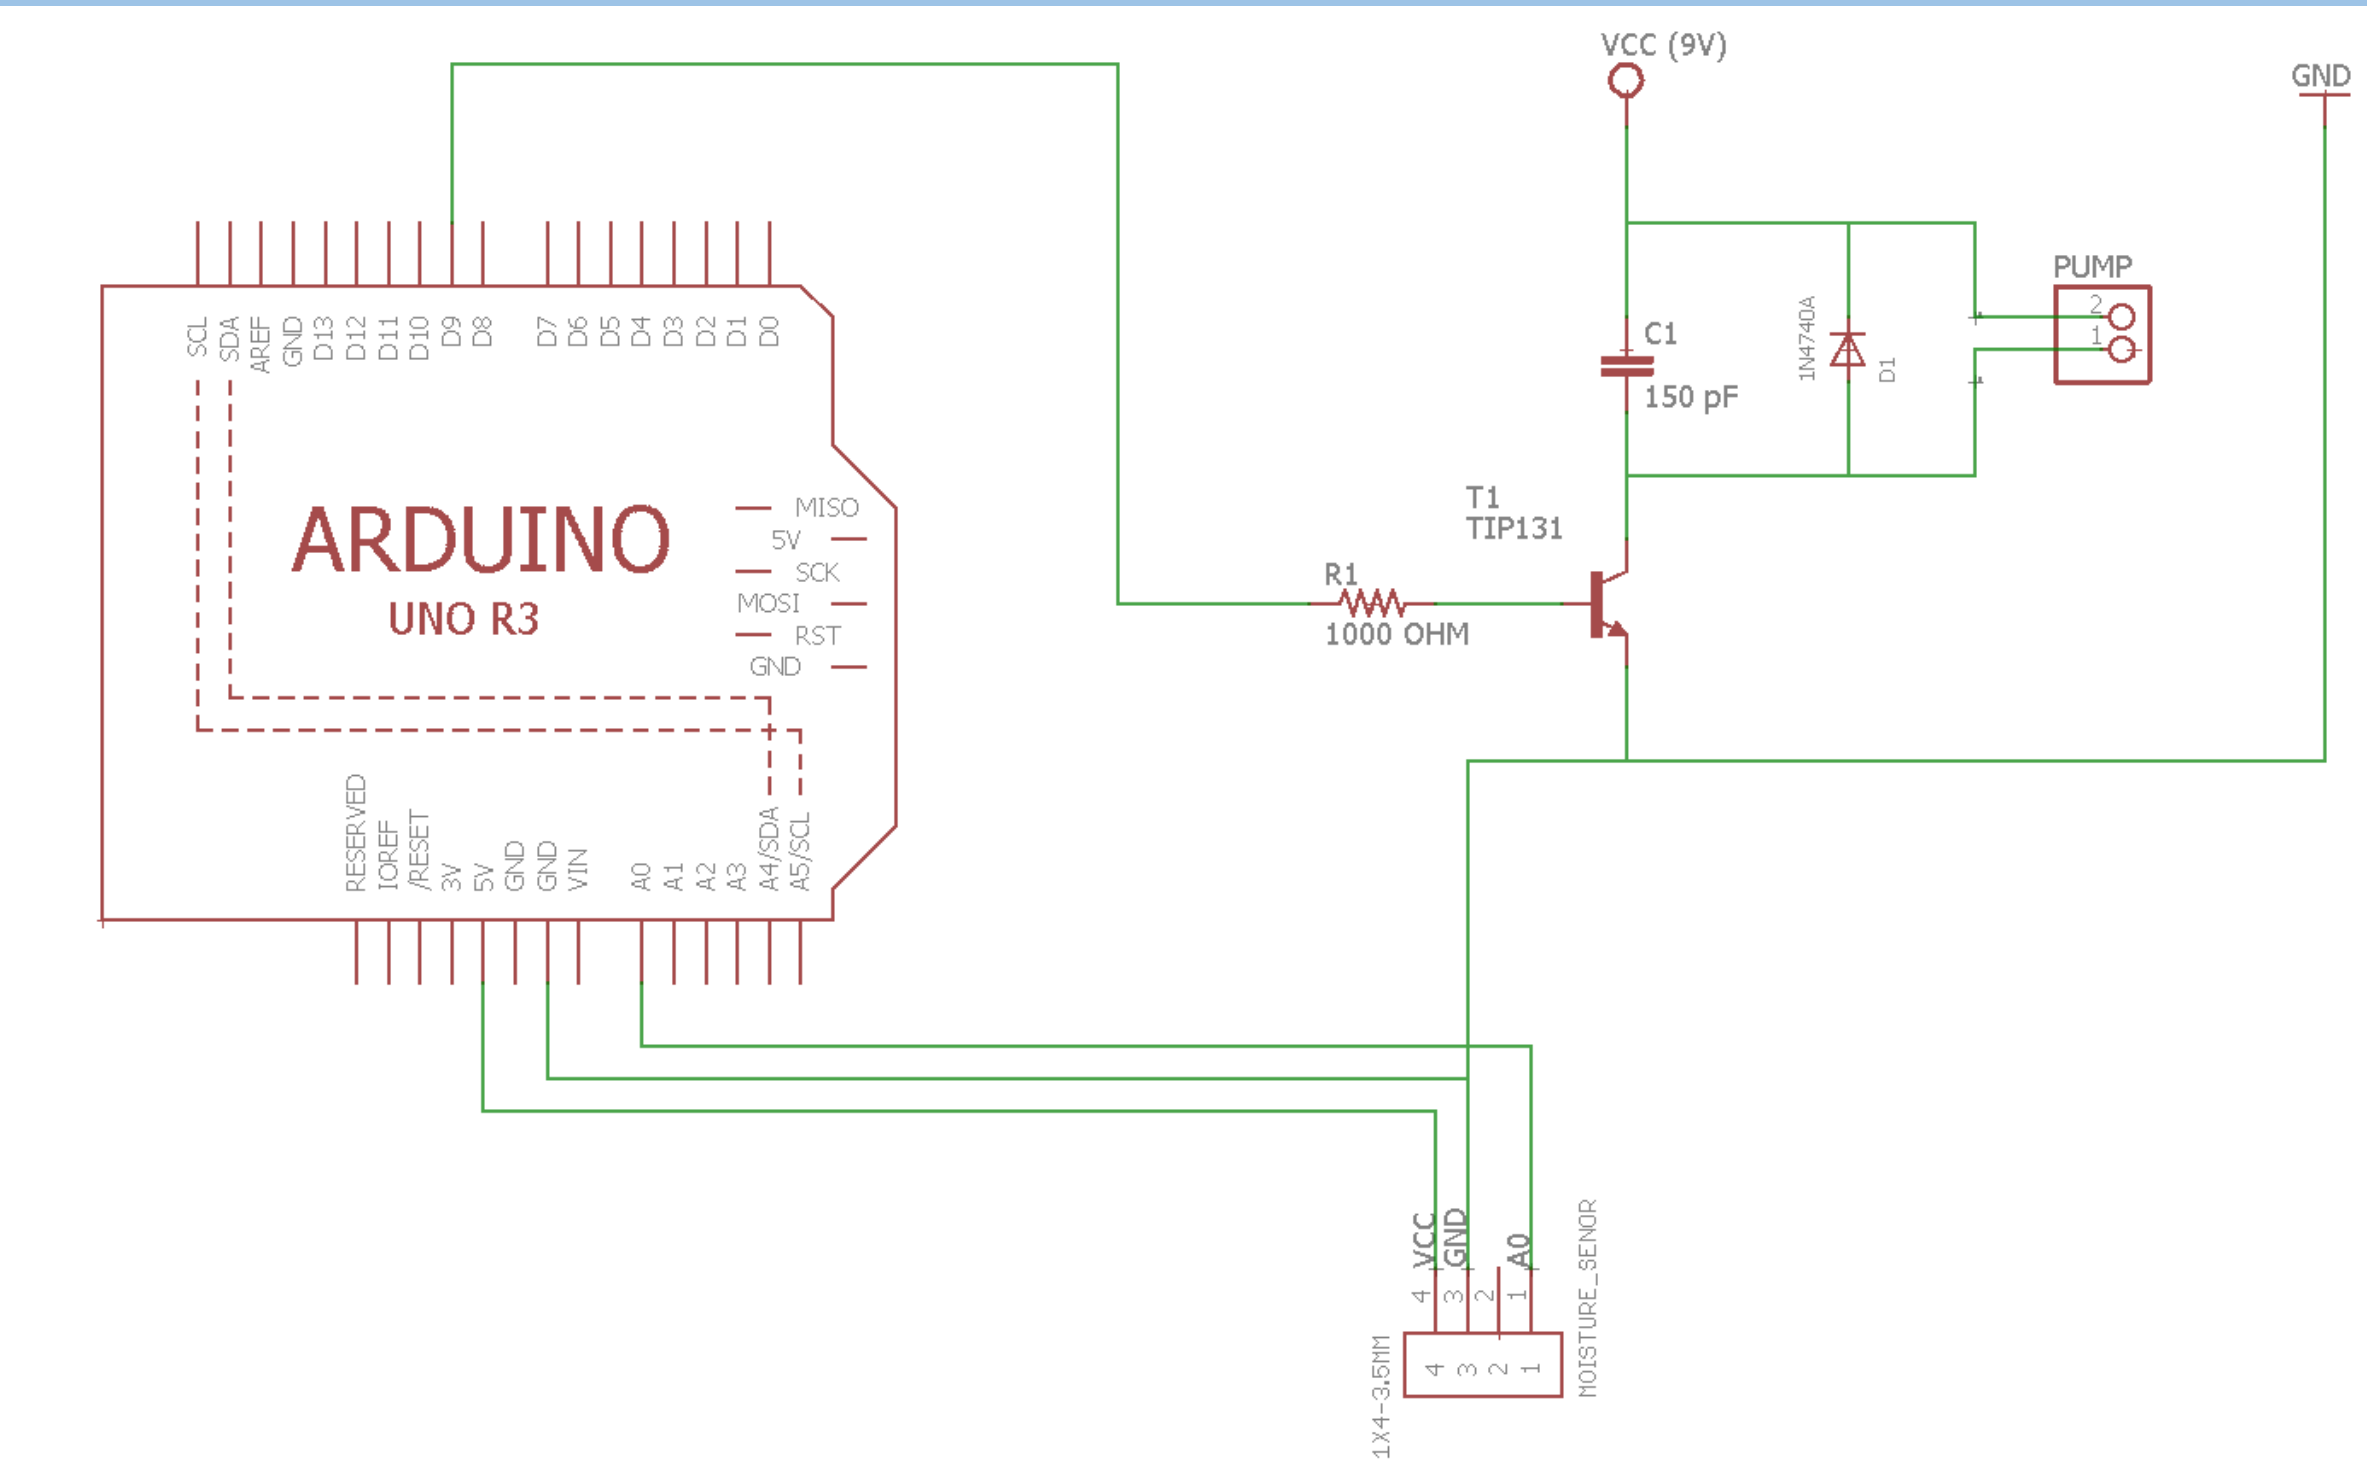 VCC (9V)
GND
PUMP
2
1
SCL
SDA
AREF
GND
D13
D12
D11
D10
D9
D8
D7
D6
D5
D4
D3
D2
D1
D0
C1
150 pF
1N4740A
D1
ARDUINO
UNO R3
MISO
5V
SCK
MOSI
RST
GND
T1
TIP131
R1
1000 OHM
RESERVED
IOREF
/RESET
3V
5V
GND
GND
VIN
A0
A1
A2
A3
A4/SDA
A5/SCL
VCC
GND
A0
4
3
2
1
4
3
2
1
1X4-3.5MM
MOISTURE_SENOR